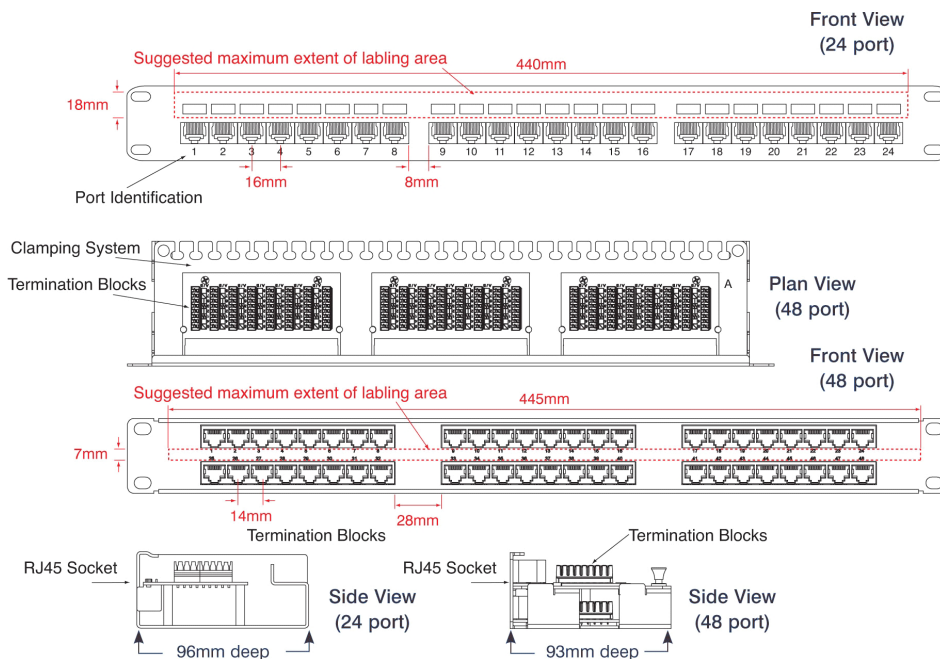 Front View
(24 port)
Suggested maximum extent of labling area
440mm
18mm
1 2 3 4 5 6 7 8 9 10 11 12 13 14 15 16 17 18 19 20 21 22 23 24
16mm
8mm
Port Identification
Clamping System
Termination Blocks
A
Plan View
(48 port)
Front View
(48 port)
Suggested maximum extent of labling area
445mm
7mm
14mm
28mm
Termination Blocks
Termination Blocks
RJ45 Socket
RJ45 Socket
Side View
(24 port)
Side View
(48 port)
96mm deep
93mm deep